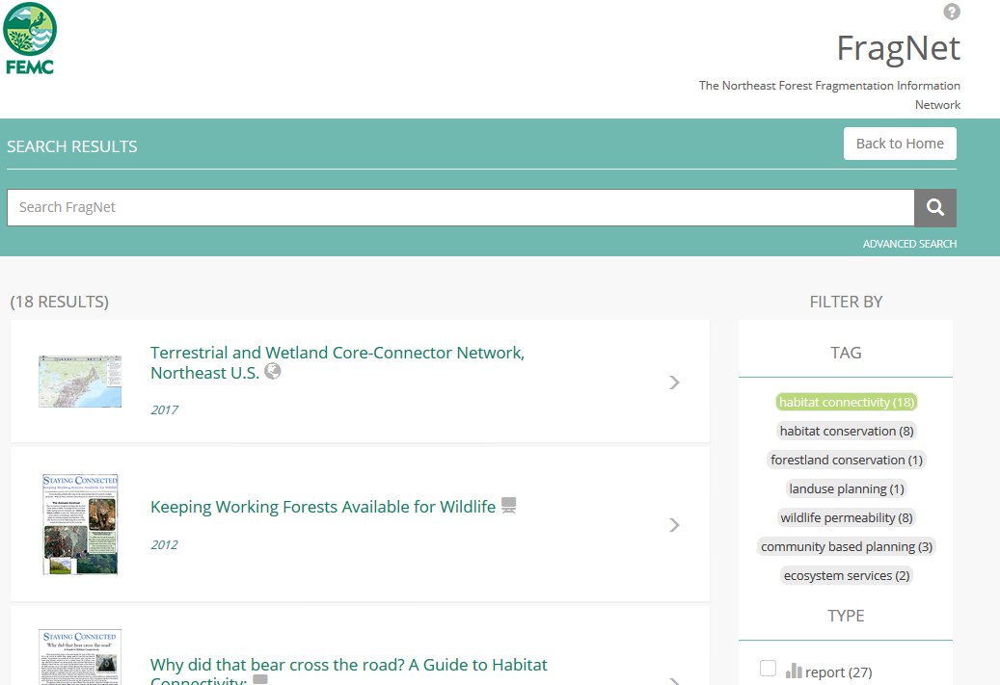 FEMC
?
FragNet
The Northeast Forest Fragmentation Information
Network
SEARCH RESULTS
Back to Home
Search FragNet
ADVANCED SEARCH
(18 RESULTS)
Terrestrial and Wetland Core-Connector Network,
Northeast U.S.
2017
STAYING CONNECTED
Keeping Working Forests Available for Wildlife
Keeping Working Forests Available for Wildlife
2012
STAYING CONNECTED
Why did that bear cross the road?
Why did that bear cross the road? A Guide to Habitat
Connectivity:
FILTER BY
TAG
habitat connectivity (18)
habitat conservation (8)
forestland conservation (1)
landuse planning (1)
wildlife permeability (8)
community based planning (3)
ecosystem services (2)
TYPE
report (27)